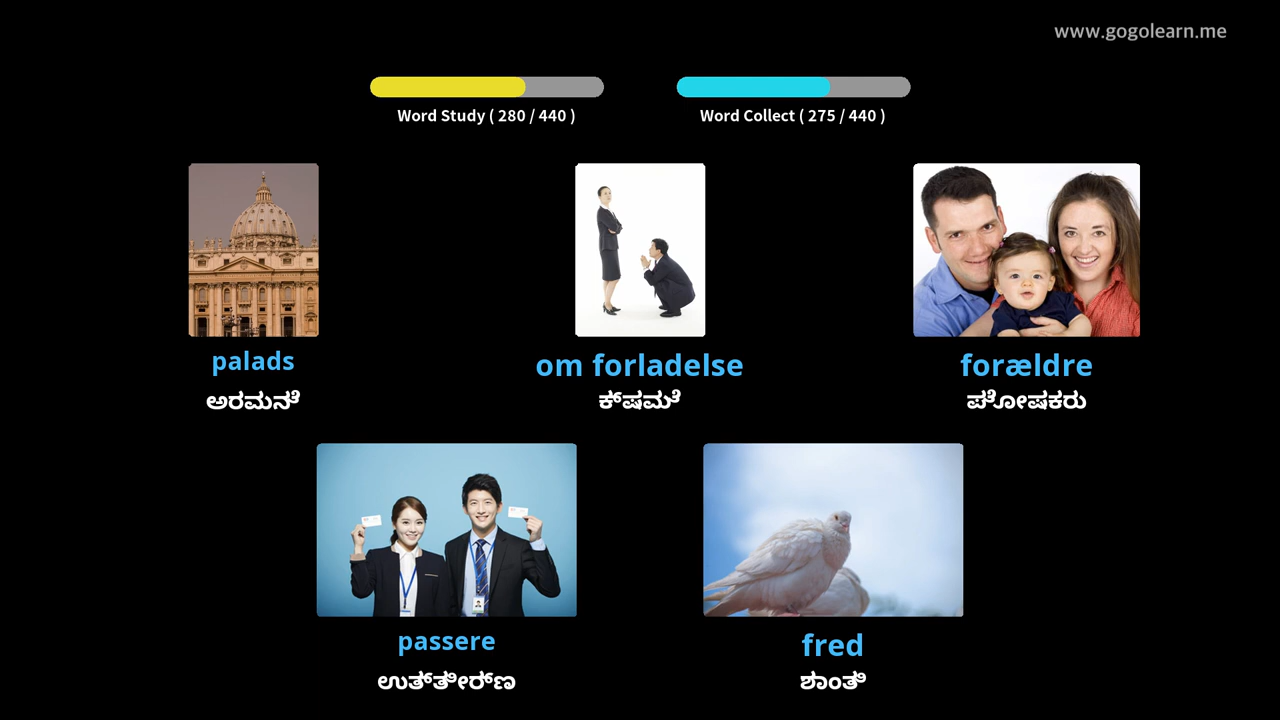 www.gogolearn.me
Word Study ( 280 / 440 )
Word Collect ( 275 / 440 )
palads
ಅರಮನೆ
om forladelse
ಕ್ಷಮೆ
forældre
ಪೋಷಕರು
passere
ಉತ್ತೀರ್ಣ
fred
ಶಾಂತಿ